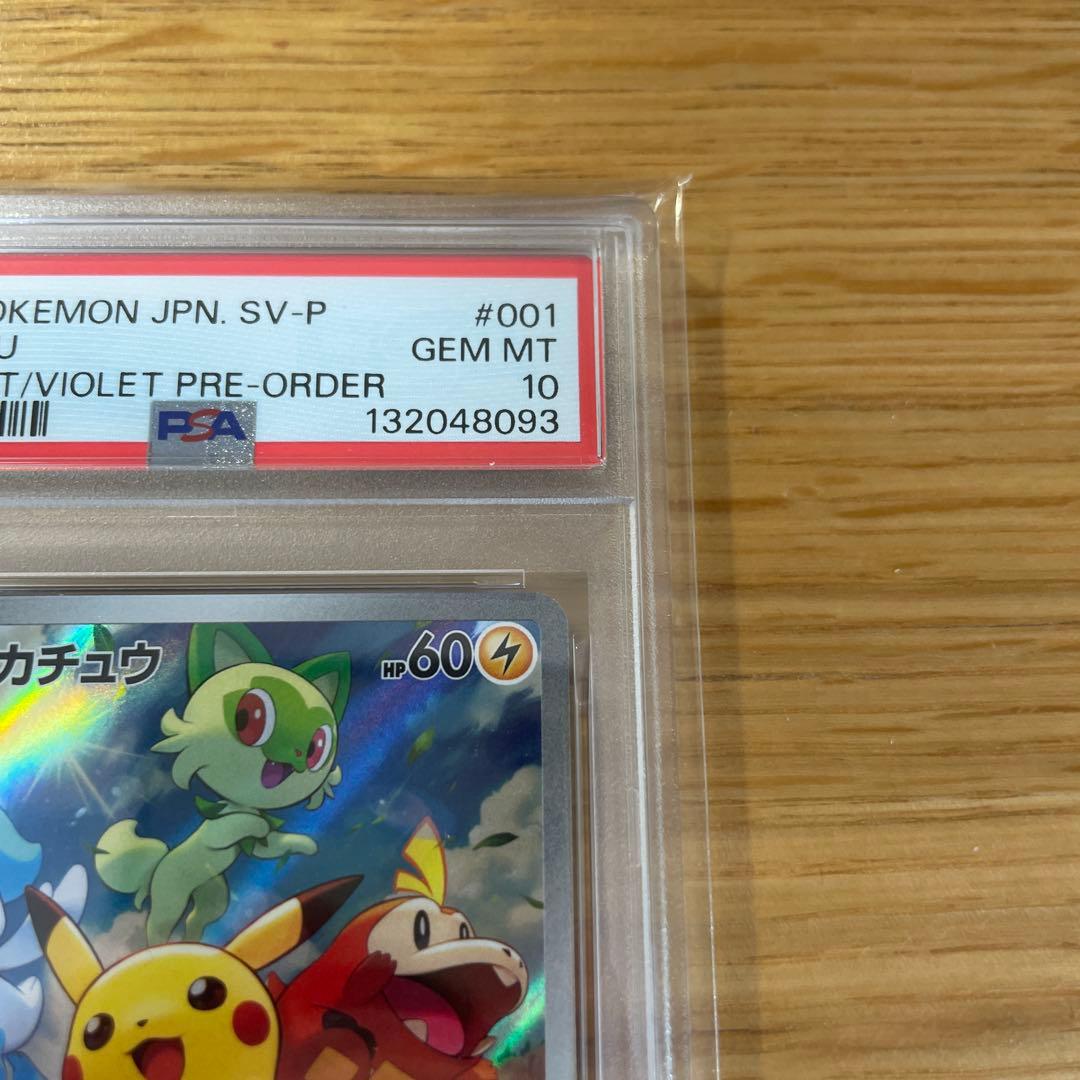 OKEMON JPN. SV-P #001
U GEM MT
T/VIOLET PRE-ORDER 10
PSA 132048093
カチュウ HP60